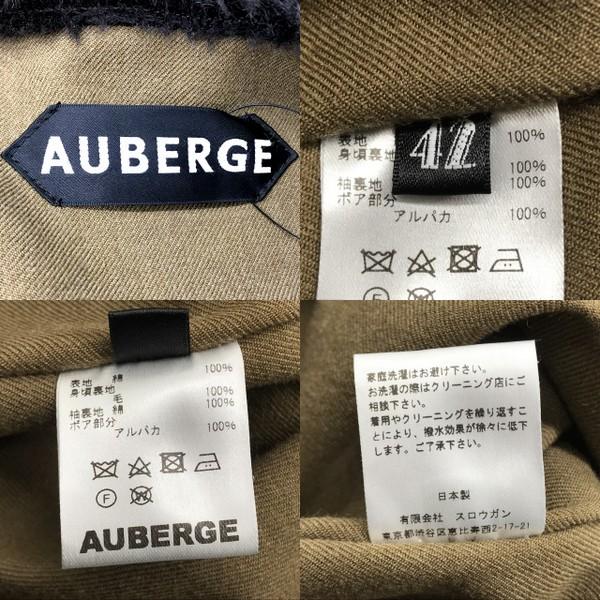 AUBERGE
42
表地 100%
身頃裏地
100%
袖裏地 100%
ボア部分
アルパカ 100%
F W
表地 綿 100%
身頃裏地 100%
毛
袖裏地 綿 100%
ボア部分
アルパカ 100%
F W
AUBERGE
家庭洗濯はお避け下さい。
お洗濯の際はクリーニング店にご
相談下さい。
着用やクリーニングを繰り返すこ
とにより、撥水効果が徐々に低下
します。ご了承下さい。
日本製
有限会社 スロウガン
東京都渋谷区恵比寿西2-17-21